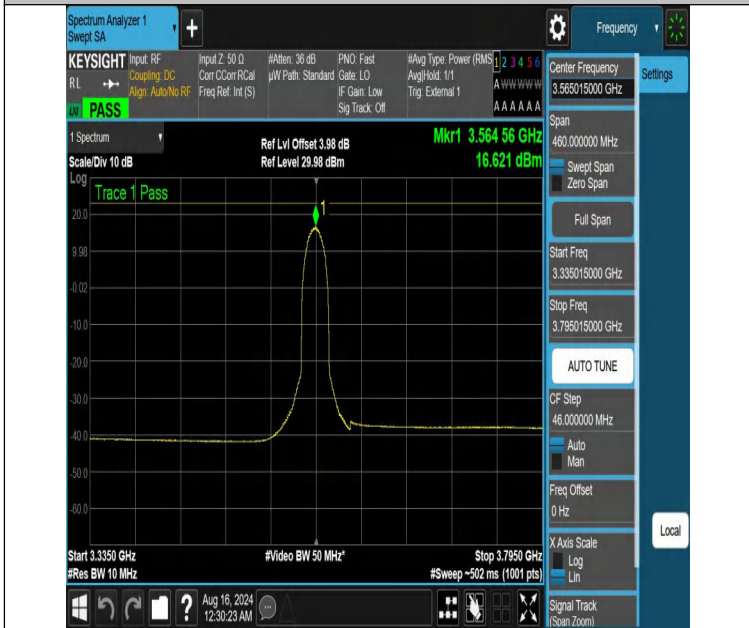 Spectrum Analyzer 1
Swept SA
+
Frequency
KEYSIGHT
RL
PASS
Input: RF
Coupling: DC
Align: Auto/No RF
Input Z: 50 Ω
Corr CCorr RCal
Freq Ref: Int (S)
#Atten: 36 dB
µW Path: Standard
PNO: Fast
Gate: LO
IF Gain: Low
Sig Track: Off
#Avg Type: Power (RMS
Avg|Hold: 1/1
Trig: External 1
1 2 3 4 5 6
A W W W W W
A A A A A A
1 Spectrum
Scale/Div 10 dB
Ref Lvl Offset 3.98 dB
Ref Level 29.98 dBm
Mkr1 3.564 56 GHz
16.621 dBm
Log
Trace 1 Pass
1
20.0
9.98
-0.02
-10.0
-20.0
-30.0
-40.0
-50.0
-60.0
Start 3.3350 GHz
#Res BW 10 MHz
#Video BW 50 MHz*
Stop 3.7950 GHz
#Sweep ~502 ms (1001 pts)
Center Frequency
3.565015000 GHz
Settings
Span
460.000000 MHz
Swept Span
Zero Span
Full Span
Start Freq
3.335015000 GHz
Stop Freq
3.795015000 GHz
AUTO TUNE
CF Step
46.000000 MHz
Auto
Man
Freq Offset
0 Hz
X Axis Scale
Log
Lin
Local
Signal Track
(Span Zoom)
?
Aug 16, 2024
12:30:23 AM